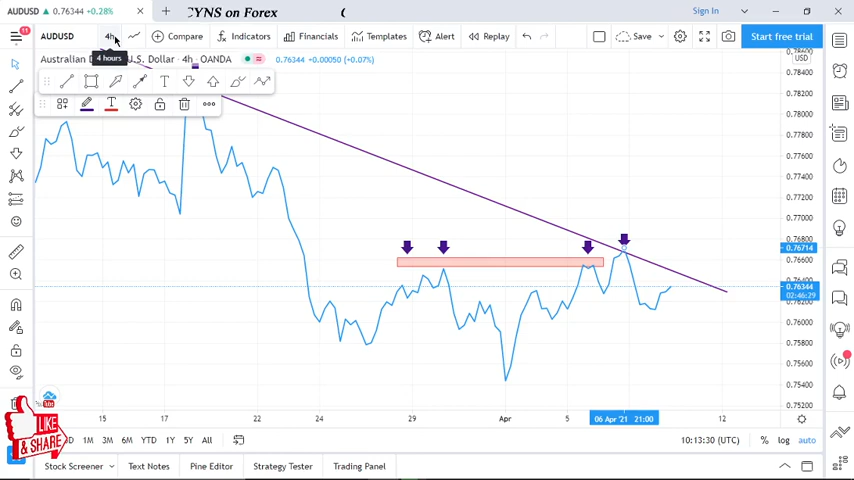 AUDUSD ▲ 0.76344 +0.28%
CYNS on Forex
Sign In
11
AUDUSD
4h
Compare
Indicators
Financials
Templates
Alert
Replay
Save
Start free trial
4 hours
Australian D
U.S. Dollar · 4h · OANDA
0.76344 +0.00050 (+0.07%)
USD
0.78400
0.78200
0.78000
0.77800
0.77600
0.77400
0.77200
0.77000
0.76800
0.76714
0.76600
0.76400
0.76344
02:46:29
0.76200
0.76000
0.75800
0.75600
0.75400
0.75200
15
17
22
24
29
Apr
5
06 Apr '21 21:00
12
LIKE
& SHARE
1M
3M
6M
YTD
1Y
5Y
All
10:13:30 (UTC)
%
log
auto
Stock Screener
Text Notes
Pine Editor
Strategy Tester
Trading Panel